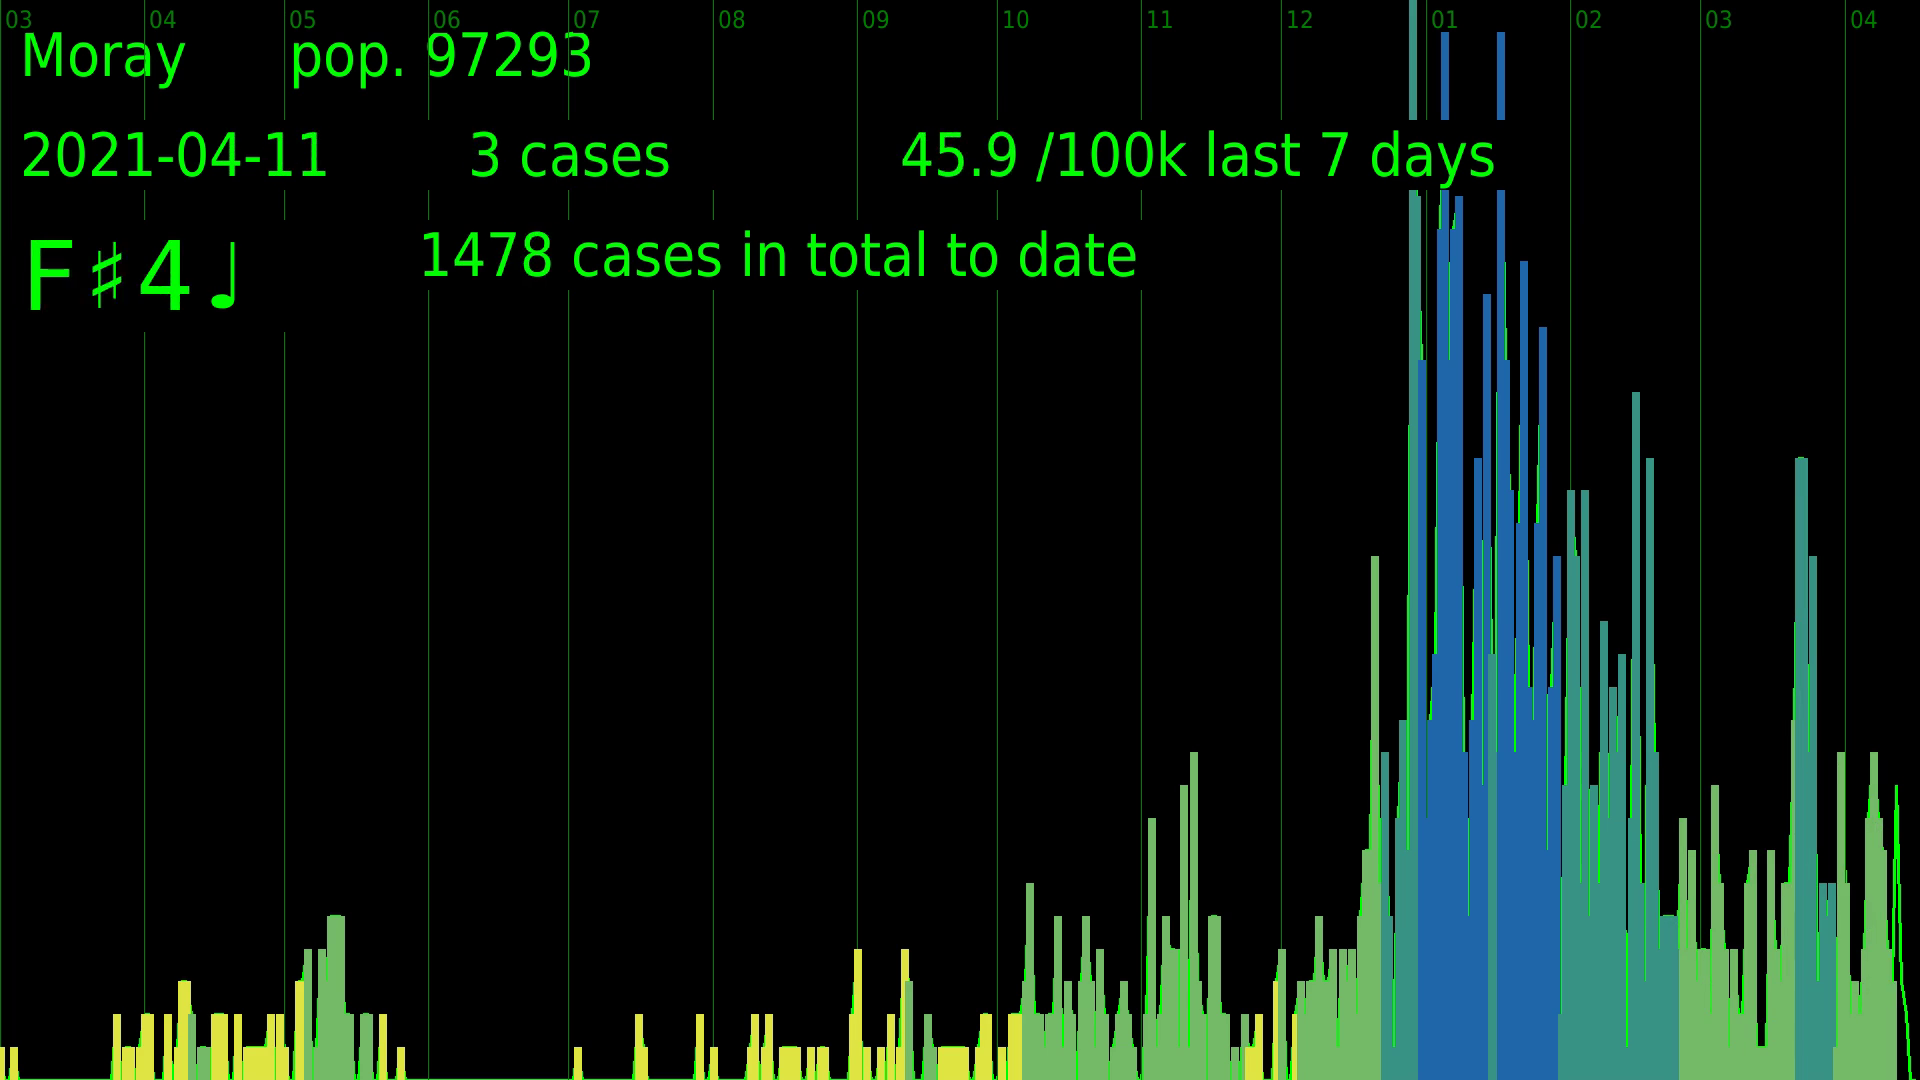 03 04 05 06 07 08 09 10 11 12 01 02 03 04
Moray pop. 97293
2021-04-11 3 cases 45.9 /100k last 7 days
F♯4♩ 1478 cases in total to date